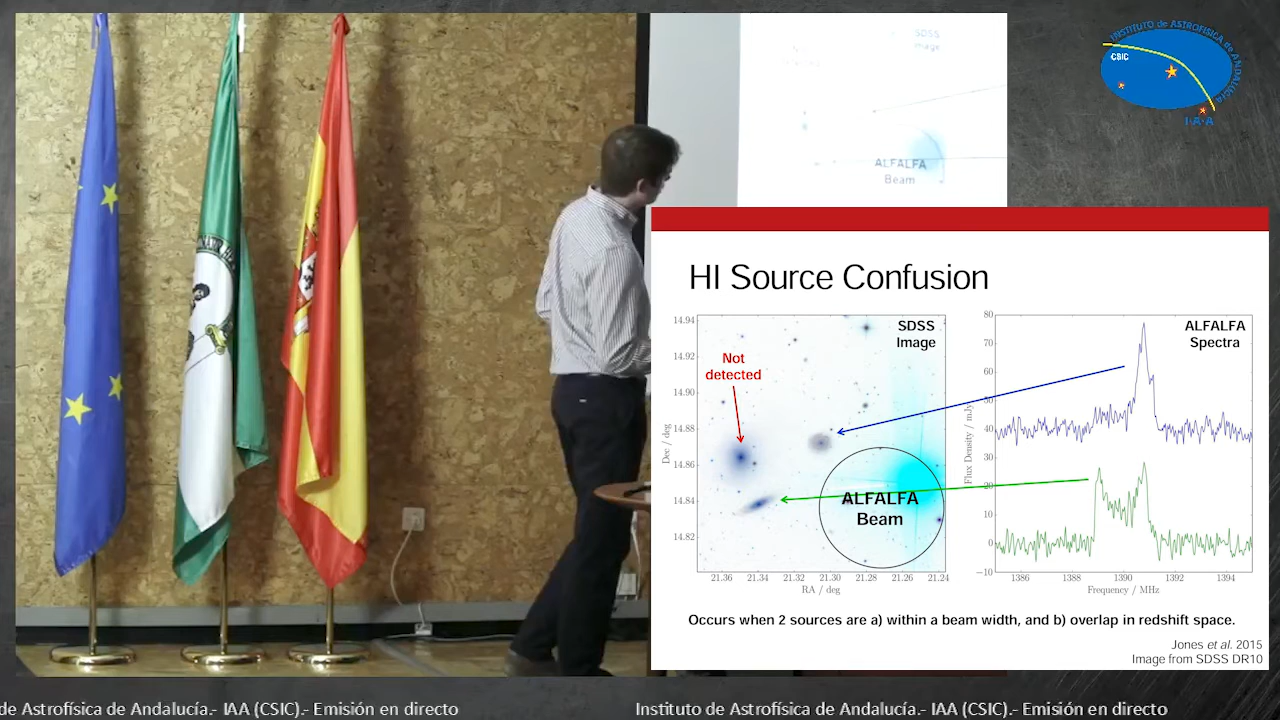 INSTITUTO de ASTROFÍSICA de ANDALUCÍA
CSIC
I·A·A
SDSS
Image
ALFALFA
Beam
HI Source Confusion
SDSS
Image
Not
detected
ALFALFA
Beam
14.94
14.92
14.90
14.88
14.86
14.84
14.82
Dec / deg
21.36
21.34
21.32
21.30
21.28
21.26
21.24
RA / deg
ALFALFA
Spectra
80
70
60
50
40
30
20
10
0
−10
Flux Density / mJy
1386
1388
1390
1392
1394
Frequency / MHz
Occurs when 2 sources are a) within a beam width, and b) overlap in redshift space.
Jones et al. 2015
Image from SDSS DR10
de Astrofísica de Andalucía.- IAA (CSIC).- Emisión en directo
Instituto de Astrofísica de Andalucía.- IAA (CSIC).- Emisión en directo